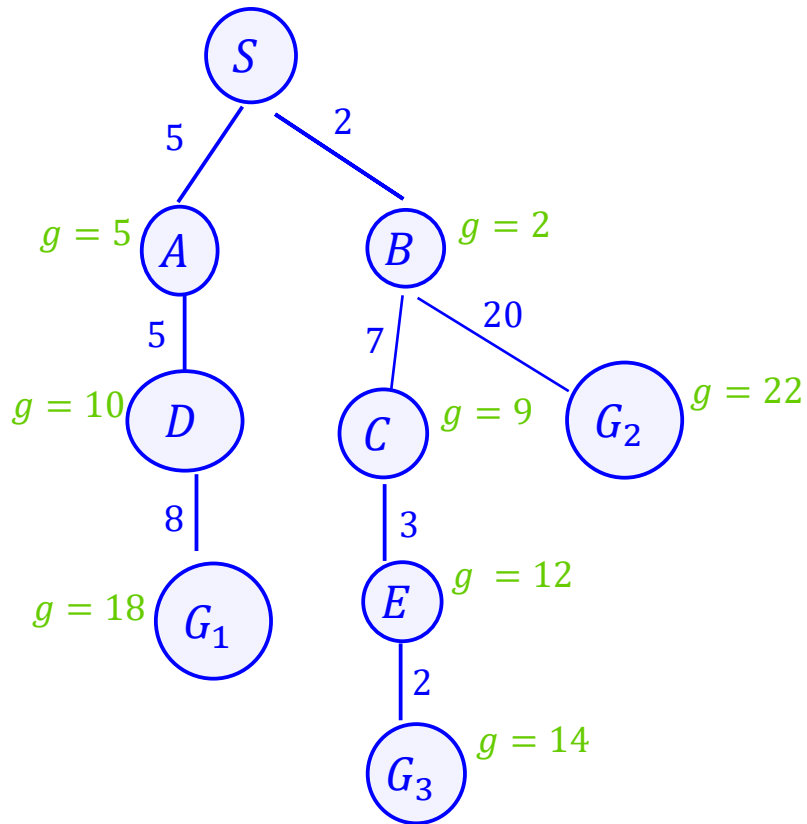 S
5 2
g = 5 A B g = 2
5 7 20
g = 10 D C g = 9 G₂ g = 22
8 3
g = 18 G₁ E g = 12
2
G₃ g = 14